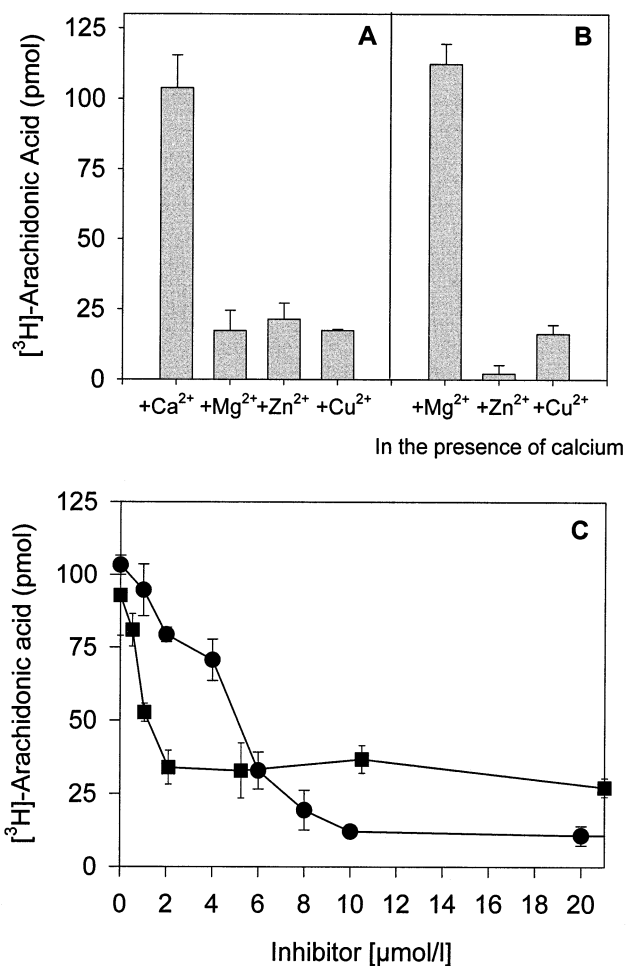 A
B
[³H]-Arachidonic Acid (pmol)
125
100
75
50
25
0
+Ca²⁺ +Mg²⁺ +Zn²⁺ +Cu²⁺ +Mg²⁺ +Zn²⁺ +Cu²⁺
In the presence of calcium
C
[³H]-Arachidonic acid (pmol)
125
100
75
50
25
0
0 2 4 6 8 10 12 14 16 18 20
Inhibitor [µmol/l]